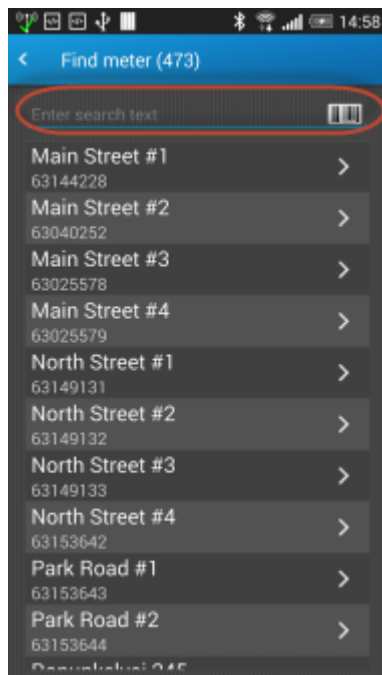 14:58
Find meter (473)
Enter search text
Main Street #1
63144228
Main Street #2
63040252
Main Street #3
63025578
Main Street #4
63025579
North Street #1
63149131
North Street #2
63149132
North Street #3
63149133
North Street #4
63153642
Park Road #1
63153643
Park Road #2
63153644